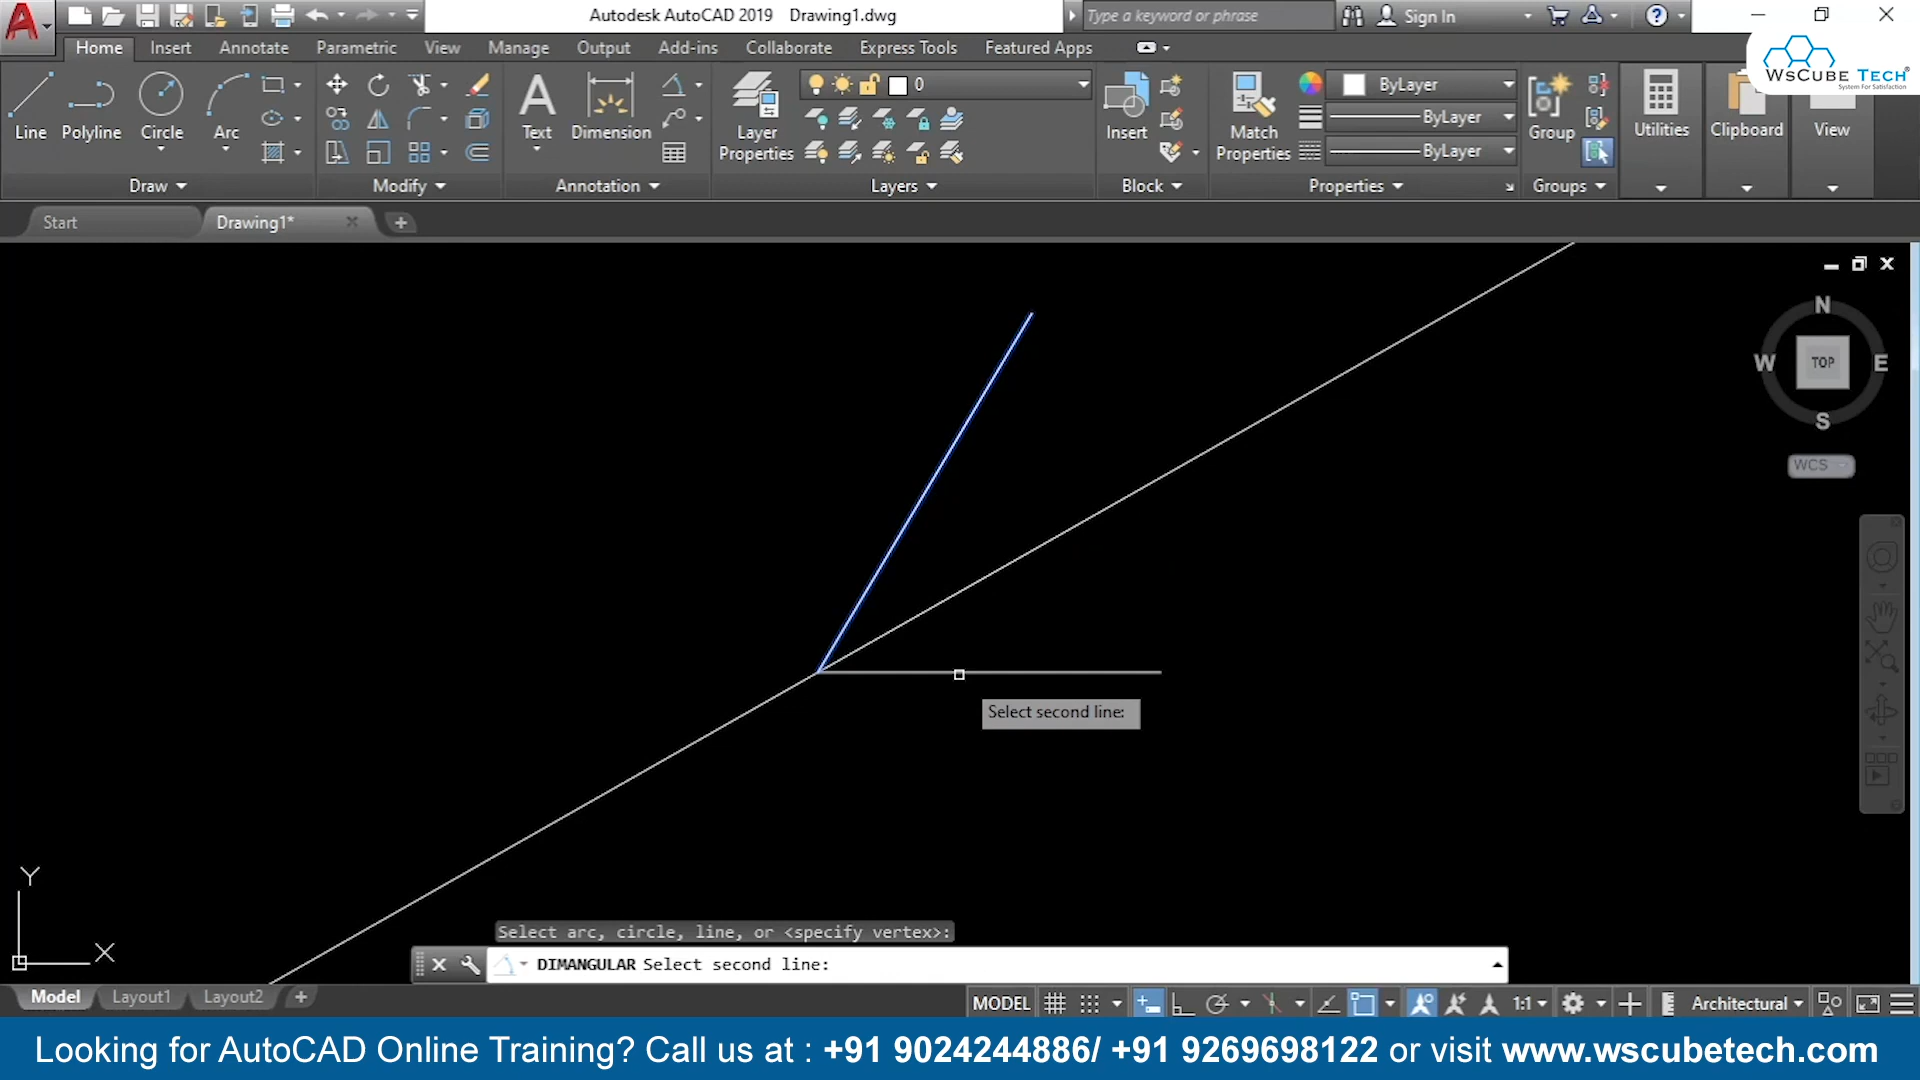 Autodesk AutoCAD 2019 Drawing1.dwg
Type a keyword or phrase
Sign In
Home Insert Annotate Parametric View Manage Output Add-ins Collaborate Express Tools Featured Apps
WsCube Tech
System For Satisfaction
Line Polyline Circle Arc
Text Dimension
Layer Properties
0
Insert
Match Properties
ByLayer
ByLayer
ByLayer
Group
Utilities Clipboard View
Draw Modify Annotation Layers Block Properties Groups
Start Drawing1*
N
W TOP E
S
WCS
Select second line:
Y
X
Select arc, circle, line, or <specify vertex>:
DIMANGULAR Select second line:
Model Layout1 Layout2
MODEL 1:1 Architectural
Looking for AutoCAD Online Training? Call us at : +91 9024244886/ +91 9269698122 or visit www.wscubetech.com